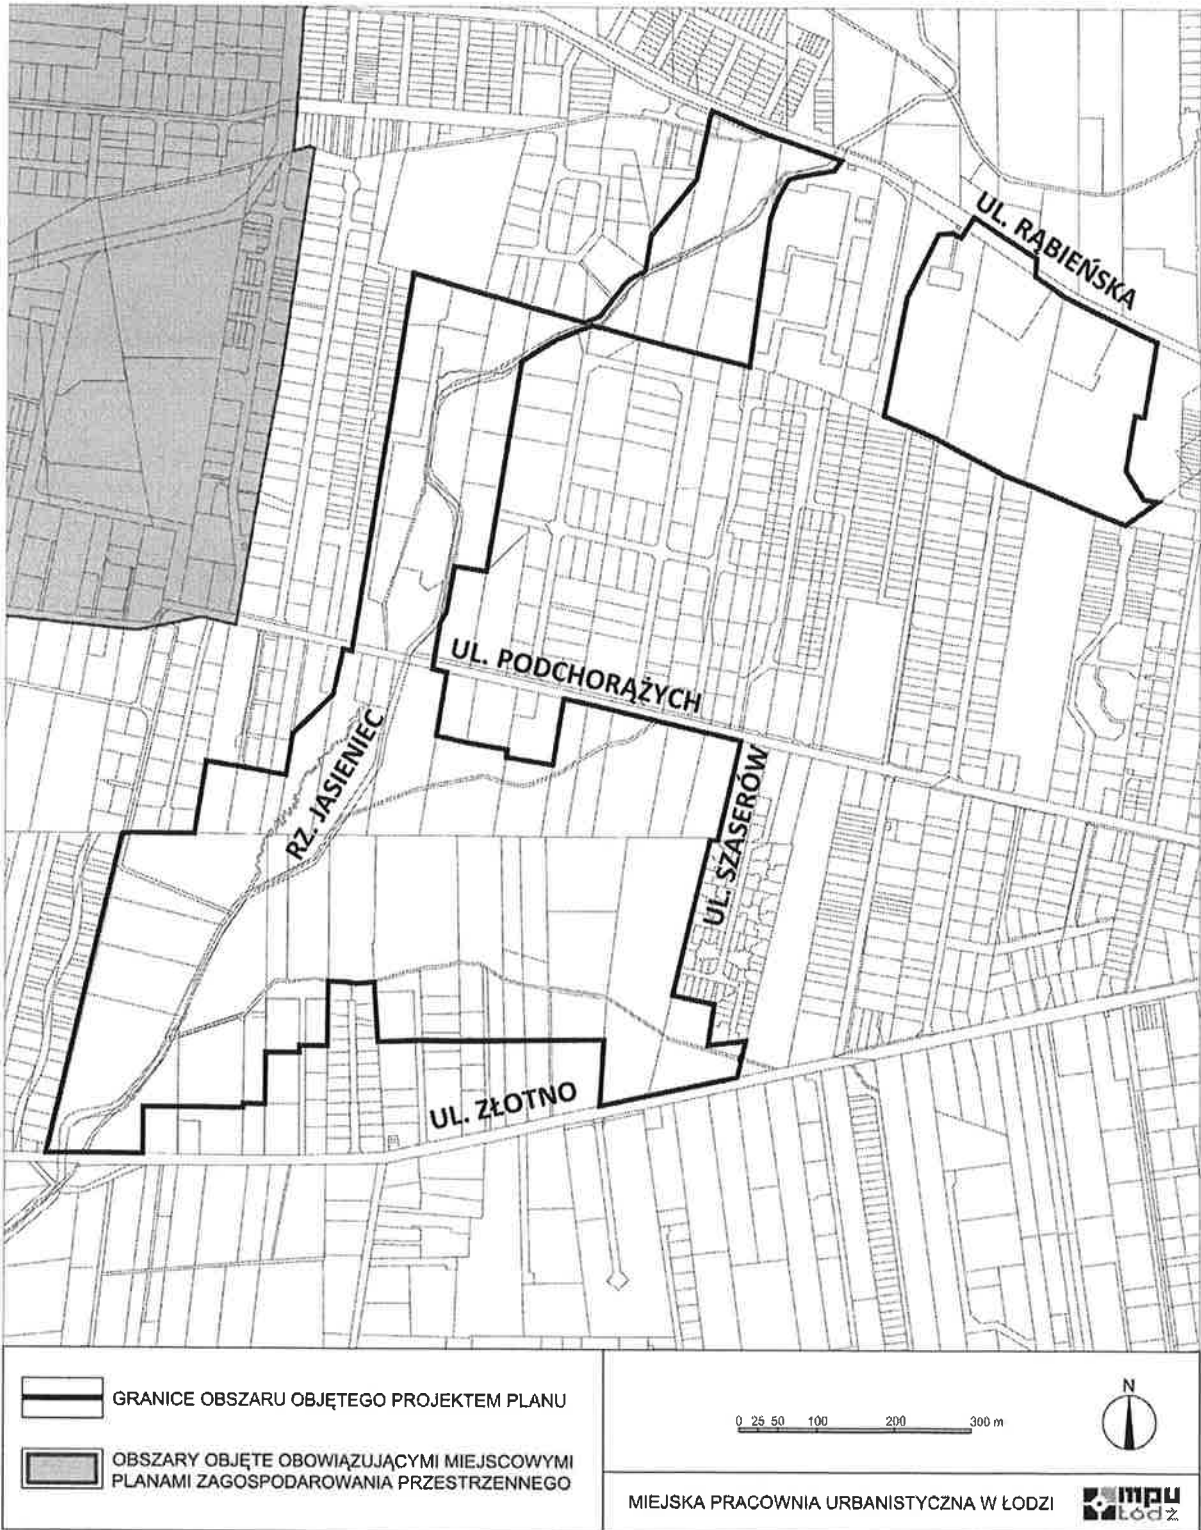 UL. RĄBIEŃSKA
UL. PODCHORĄŻYCH
RZ. JASIENIEC
UL. SZASERÓW
UL. ZŁOTNO
GRANICE OBSZARU OBJĘTEGO PROJEKTEM PLANU
OBSZARY OBJĘTE OBOWIĄZUJĄCYMI MIEJSCOWYMI
PLANAMI ZAGOSPODAROWANIA PRZESTRZENNEGO
0 25 50 100 200 300 m
N
MIEJSKA PRACOWNIA URBANISTYCZNA W ŁODZI
mpu
Łódź